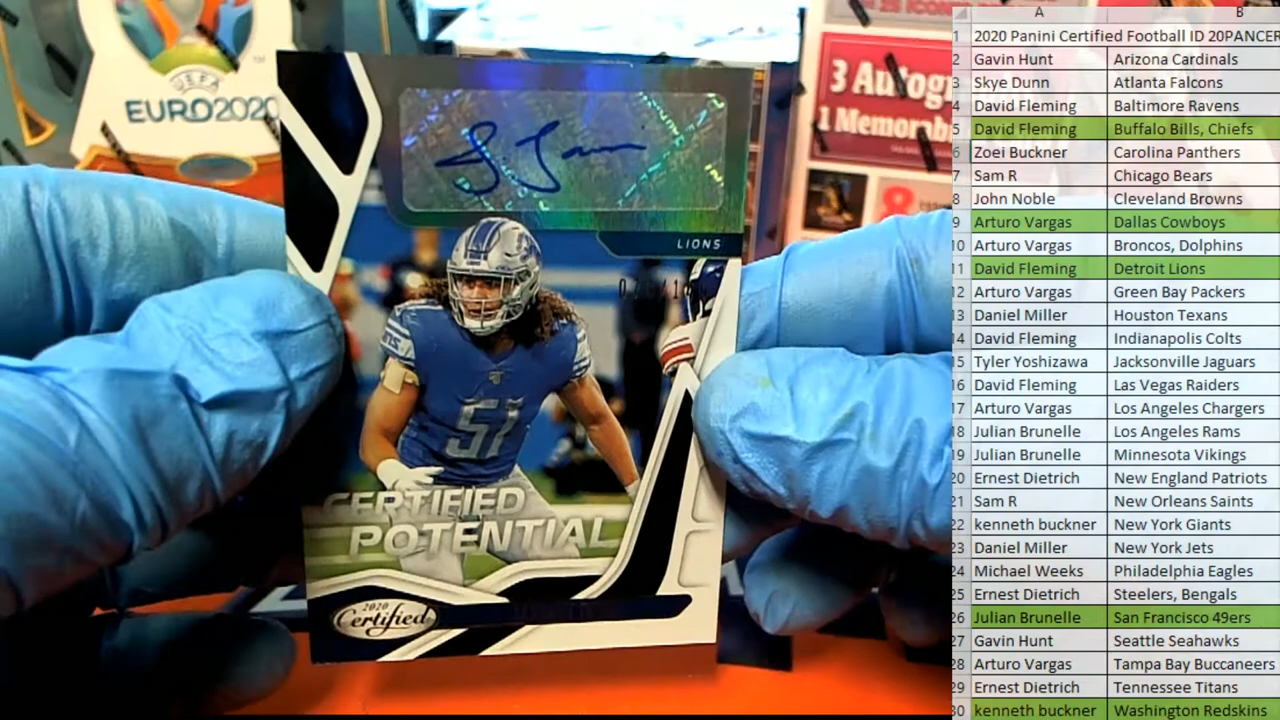 UEFA
EURO2020
™
3 Autog
1 Memorab
LIONS
51
CERTIFIED
POTENTIAL
2020
Certified
A B
1 2020 Panini Certified Football ID 20PANCER
2 Gavin Hunt Arizona Cardinals
3 Skye Dunn Atlanta Falcons
4 David Fleming Baltimore Ravens
5 David Fleming Buffalo Bills, Chiefs
6 Zoei Buckner Carolina Panthers
7 Sam R Chicago Bears
8 John Noble Cleveland Browns
9 Arturo Vargas Dallas Cowboys
10 Arturo Vargas Broncos, Dolphins
11 David Fleming Detroit Lions
12 Arturo Vargas Green Bay Packers
13 Daniel Miller Houston Texans
14 David Fleming Indianapolis Colts
15 Tyler Yoshizawa Jacksonville Jaguars
16 David Fleming Las Vegas Raiders
17 Arturo Vargas Los Angeles Chargers
18 Julian Brunelle Los Angeles Rams
19 Julian Brunelle Minnesota Vikings
20 Ernest Dietrich New England Patriots
21 Sam R New Orleans Saints
22 kenneth buckner New York Giants
23 Daniel Miller New York Jets
24 Michael Weeks Philadelphia Eagles
25 Ernest Dietrich Steelers, Bengals
26 Julian Brunelle San Francisco 49ers
27 Gavin Hunt Seattle Seahawks
28 Arturo Vargas Tampa Bay Buccaneers
29 Ernest Dietrich Tennessee Titans
30 kenneth buckner Washington Redskins